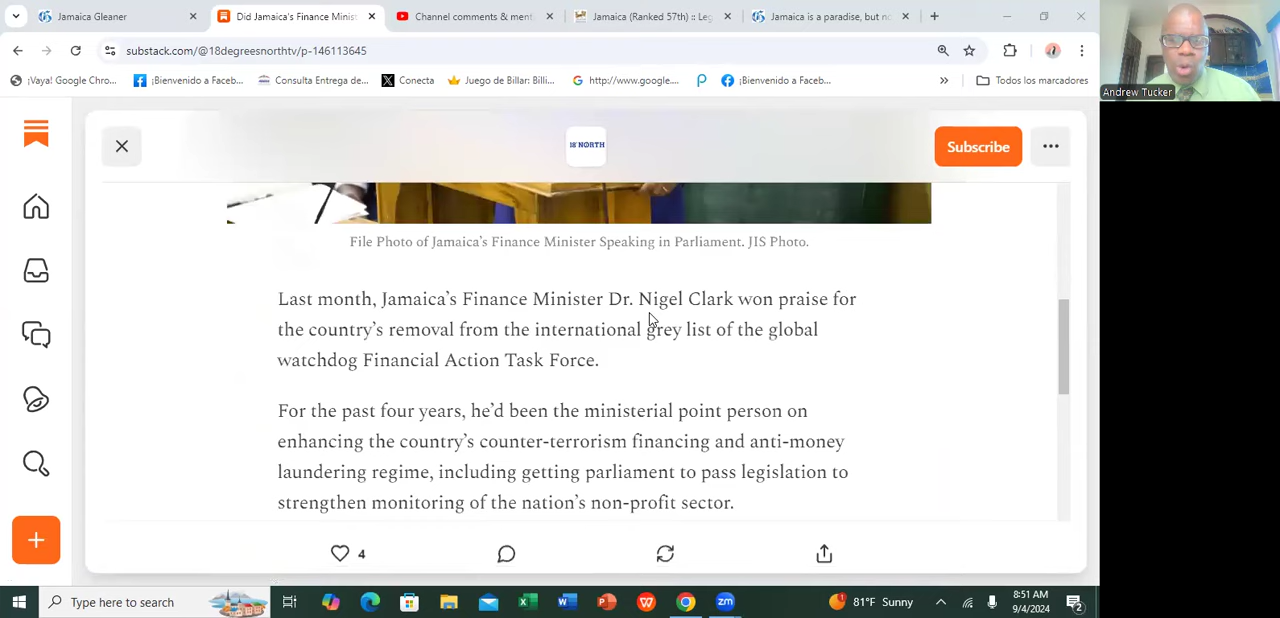 Jamaica Gleaner
Did Jamaica's Finance Minist
Channel comments & menti
Jamaica (Ranked 57th) :: Leg
Jamaica is a paradise, but no
substack.com/@18degreesnorthtv/p-146113645
¡Vaya! Google Chro...
¡Bienvenido a Faceb...
Consulta Entrega de...
Conecta
Juego de Billar: Billi...
http://www.google....
¡Bienvenido a Faceb...
Todos los marcadores
Andrew Tucker
18°NORTH
Subscribe
File Photo of Jamaica's Finance Minister Speaking in Parliament. JIS Photo.
Last month, Jamaica's Finance Minister Dr. Nigel Clark won praise for
the country's removal from the international grey list of the global
watchdog Financial Action Task Force.
For the past four years, he'd been the ministerial point person on
enhancing the country's counter-terrorism financing and anti-money
laundering regime, including getting parliament to pass legislation to
strengthen monitoring of the nation's non-profit sector.
4
Type here to search
81°F Sunny
8:51 AM
9/4/2024
2